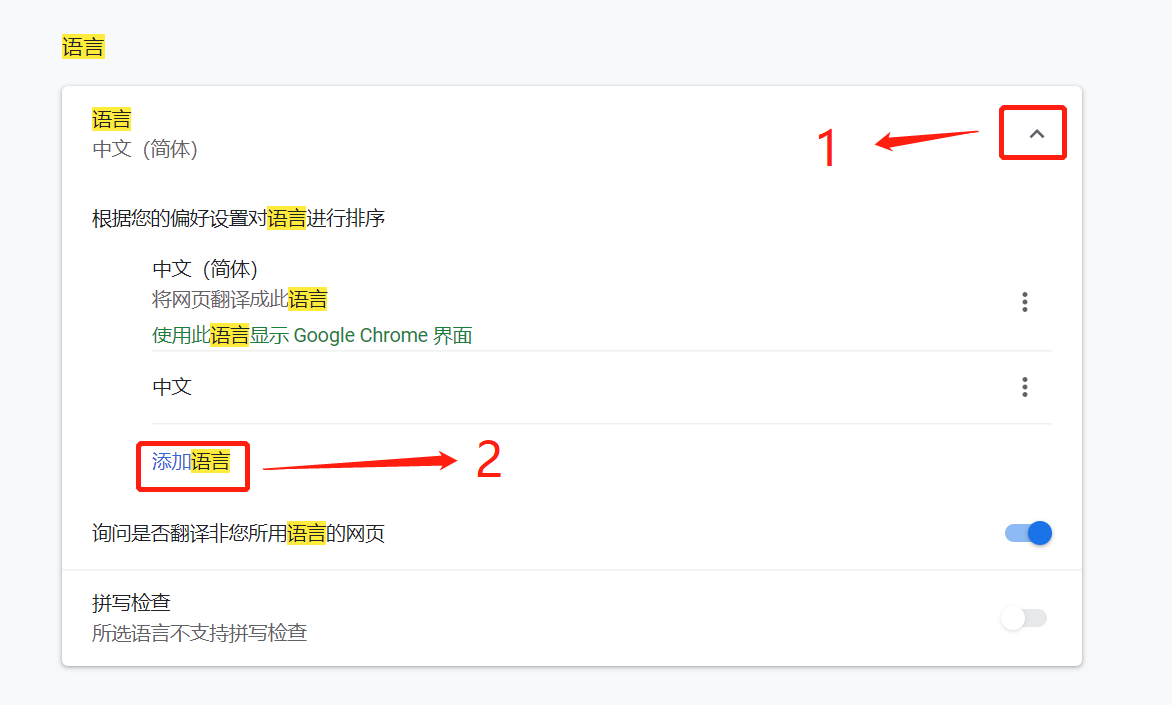 语言
语言
中文（简体）
1
根据您的偏好设置对语言进行排序
中文（简体）
将网页翻译成此语言
使用此语言显示 Google Chrome 界面
中文
添加语言
2
询问是否翻译非您所用语言的网页
拼写检查
所选语言不支持拼写检查